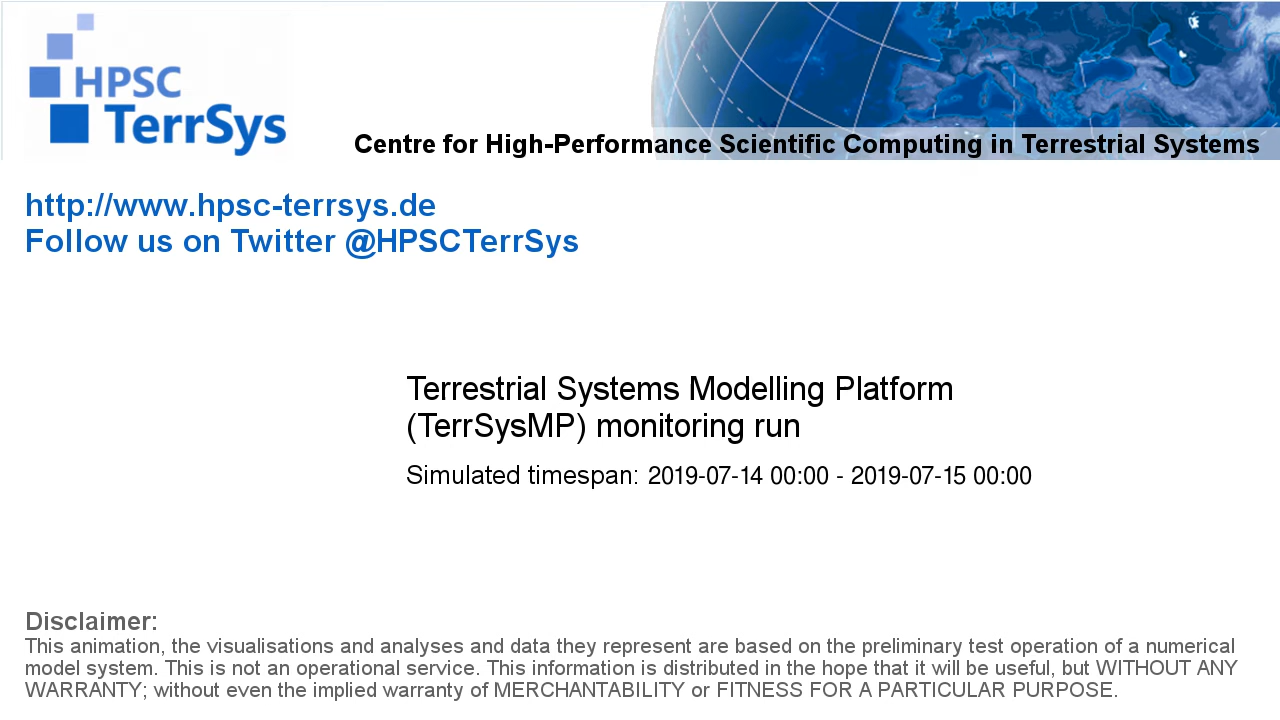 HPSC
TerrSys
Centre for High-Performance Scientific Computing in Terrestrial Systems
http://www.hpsc-terrsys.de
Follow us on Twitter @HPSCTerrSys
Terrestrial Systems Modelling Platform
(TerrSysMP) monitoring run
Simulated timespan: 2019-07-14 00:00 - 2019-07-15 00:00
Disclaimer:
This animation, the visualisations and analyses and data they represent are based on the preliminary test operation of a numerical
model system. This is not an operational service. This information is distributed in the hope that it will be useful, but WITHOUT ANY
WARRANTY; without even the implied warranty of MERCHANTABILITY or FITNESS FOR A PARTICULAR PURPOSE.